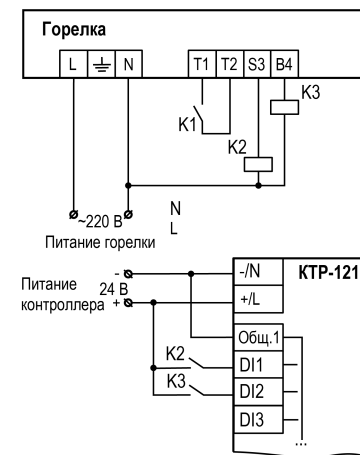 Горелка
L N T1 T2 S3 B4
K1
K3
K2
~220 В
N
L
Питание горелки
- -/N КТР-121
Питание 24 В
контроллера + +/L
Общ.1
K2 DI1
K3 DI2
DI3
...